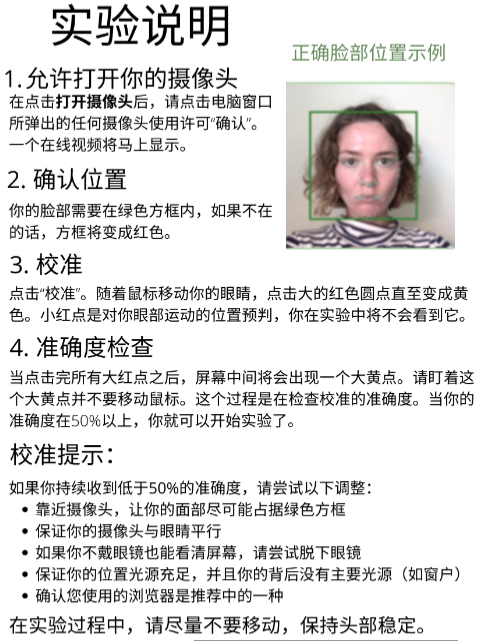 实验说明
正确脸部位置示例
1.允许打开你的摄像头
在点击打开摄像头后，请点击电脑窗口
所弹出的任何摄像头使用许可“确认”。
一个在线视频将马上显示。
2. 确认位置
你的脸部需要在绿色方框内，如果不在
的话，方框将变成红色。
3. 校准
点击“校准”。随着鼠标移动你的眼睛，点击大的红色圆点直至变成黄
色。小红点是对你眼部运动的位置预判，你在实验中将不会看到它。
4. 准确度检查
当点击完所有大红点之后，屏幕中间将会出现一个大黄点。请盯着这
个大黄点并不要移动鼠标。这个过程是在检查校准的准确度。当你的
准确度在50%以上，你就可以开始实验了。
校准提示：
如果你持续收到低于50%的准确度，请尝试以下调整：
• 靠近摄像头，让你的面部尽可能占据绿色方框
• 保证你的摄像头与眼睛平行
• 如果你不戴眼镜也能看清屏幕，请尝试脱下眼镜
• 保证你的位置光源充足，并且你的背后没有主要光源（如窗户）
• 确认您使用的浏览器是推荐中的一种
在实验过程中，请尽量不要移动，保持头部稳定。